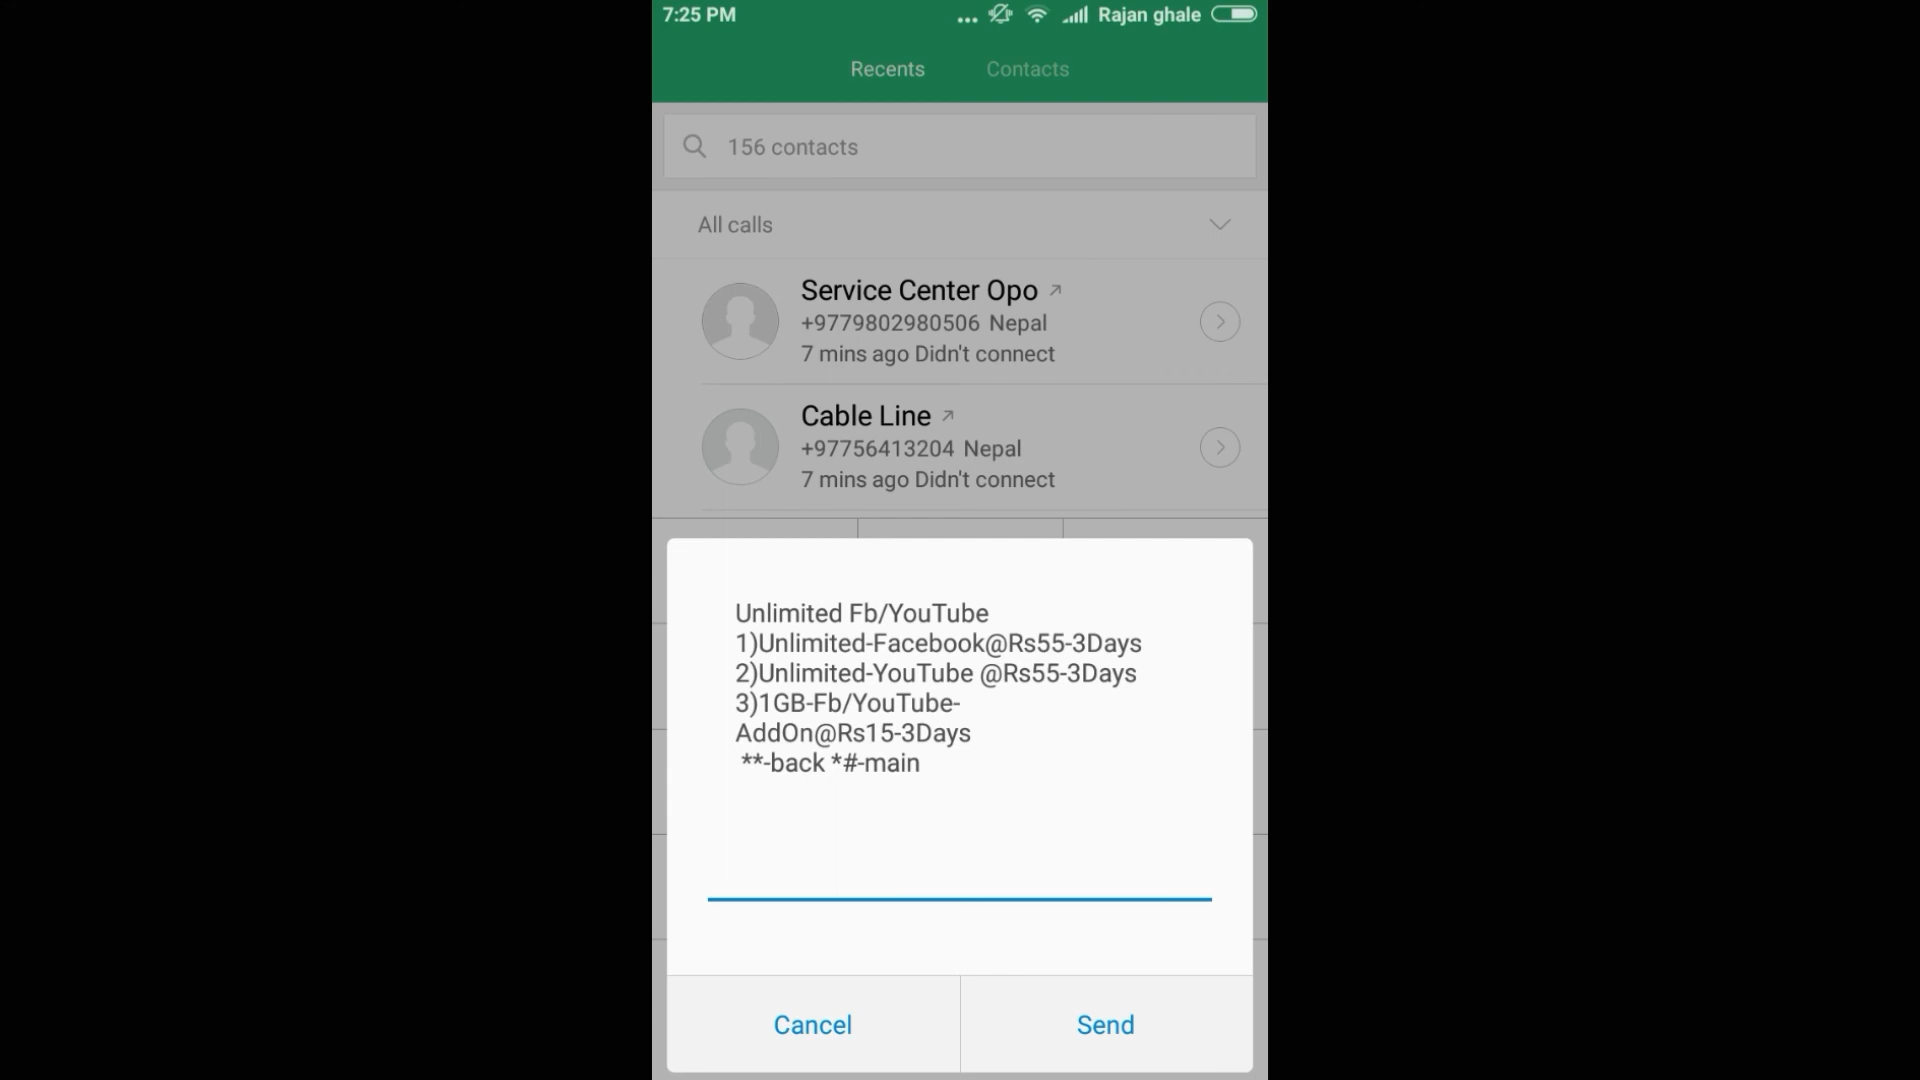 7:25 PM ... Rajan ghale
Recents Contacts
156 contacts
All calls
Service Center Opo
+9779802980506 Nepal
7 mins ago Didn't connect
Cable Line
+97756413204 Nepal
7 mins ago Didn't connect
Unlimited Fb/YouTube
1)Unlimited-Facebook@Rs55-3Days
2)Unlimited-YouTube @Rs55-3Days
3)1GB-Fb/YouTube-
AddOn@Rs15-3Days
**-back *#-main
Cancel Send